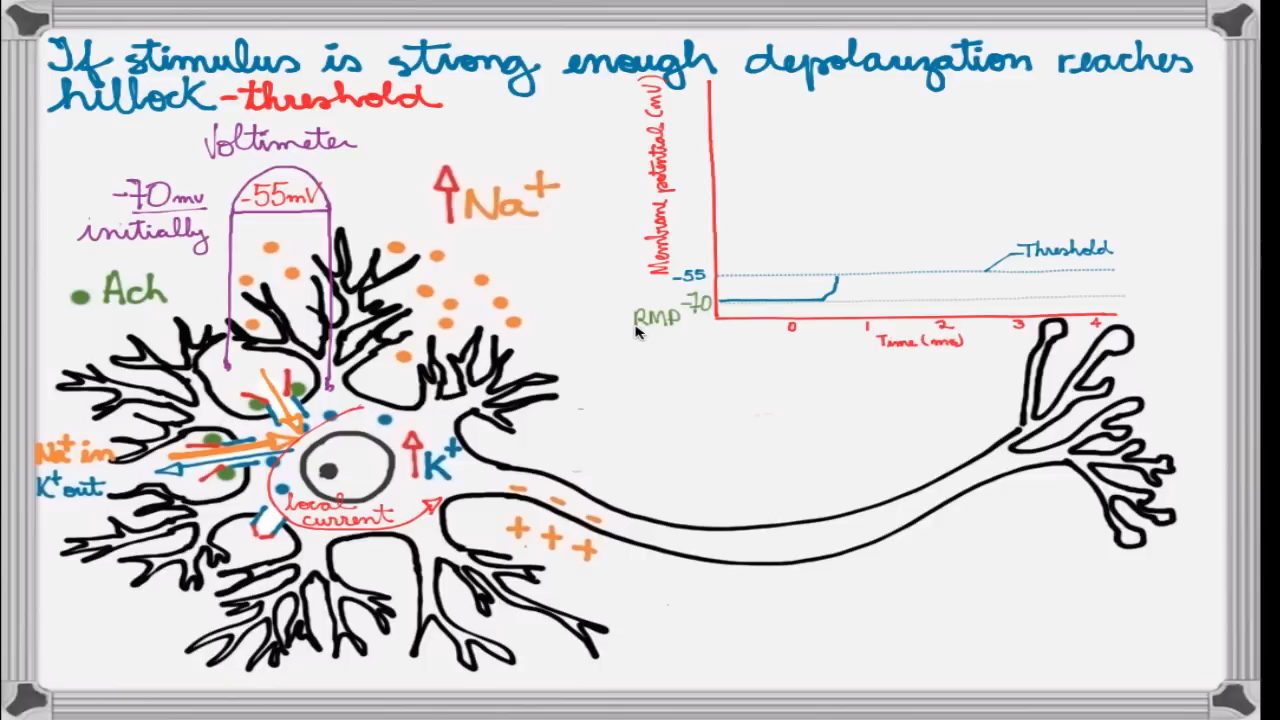 If stimulus is strong enough depolarization reaches
hillock -threshold
Voltimeter
-70mv
initially
-55mV
↑Na+
Ach
Na+ in
K+ out
↑K+
local
current
- - -
+ + +
Membrane potential (mV)
Threshold
-55
-70
RMP
0 1 2 3 4
Time (ms)